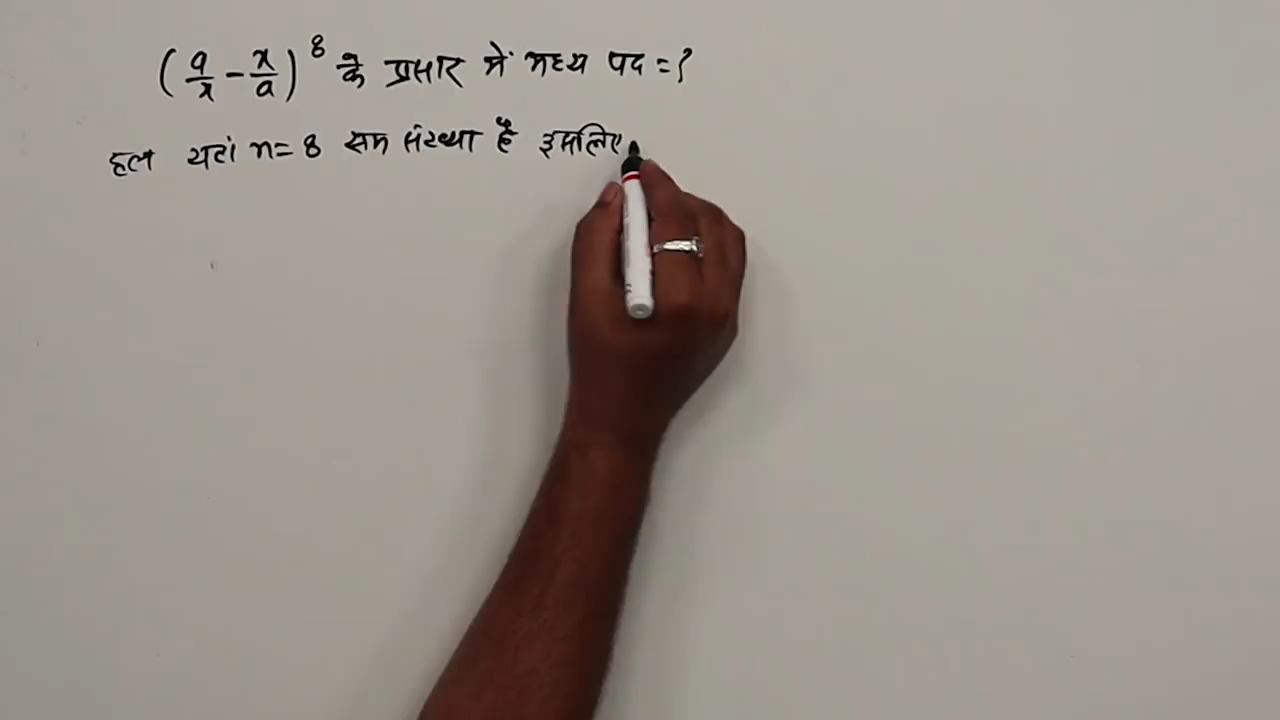 (a/x - x/a)^8 के प्रसार में मध्य पद = ?
हल यहां n = 8 सम संख्या है इसलिए